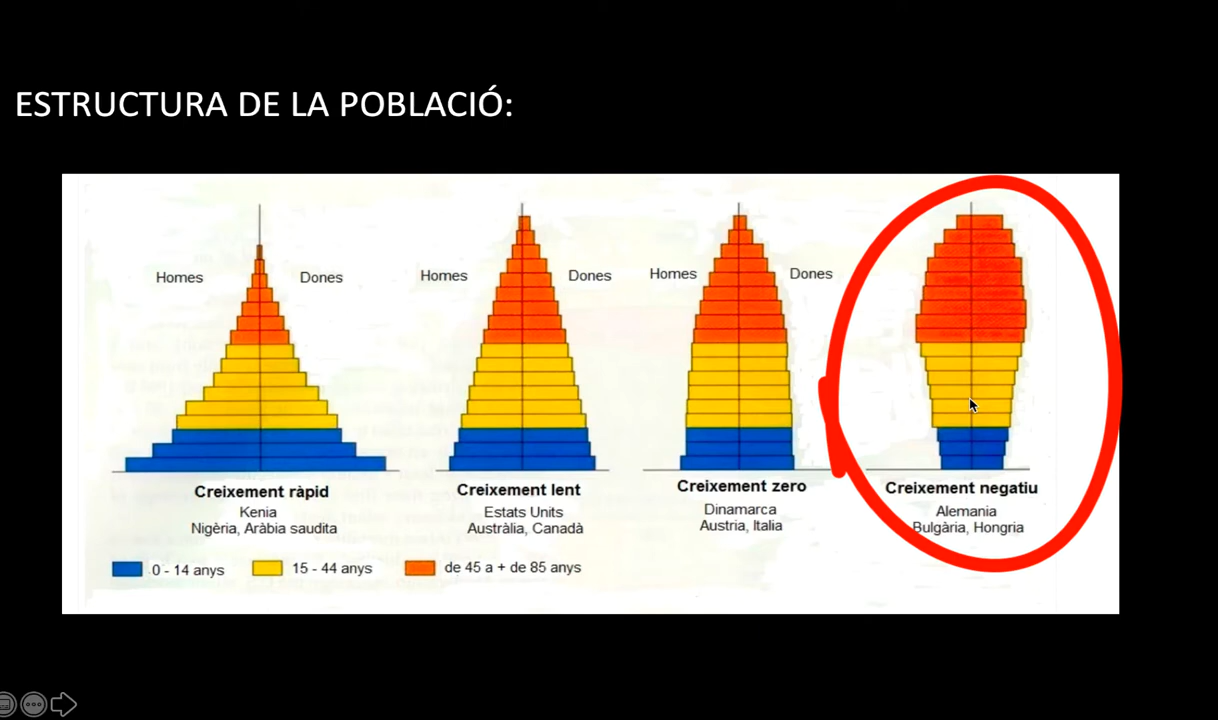 ESTRUCTURA DE LA POBLACIÓ:
Homes
Dones
Homes
Dones
Homes
Dones
Creixement ràpid
Kenia
Nigèria, Aràbia saudita
Creixement lent
Estats Units
Austràlia, Canadà
Creixement zero
Dinamarca
Austria, Italia
Creixement negatiu
Alemania
Bulgària, Hongria
0 - 14 anys
15 - 44 anys
de 45 a + de 85 anys